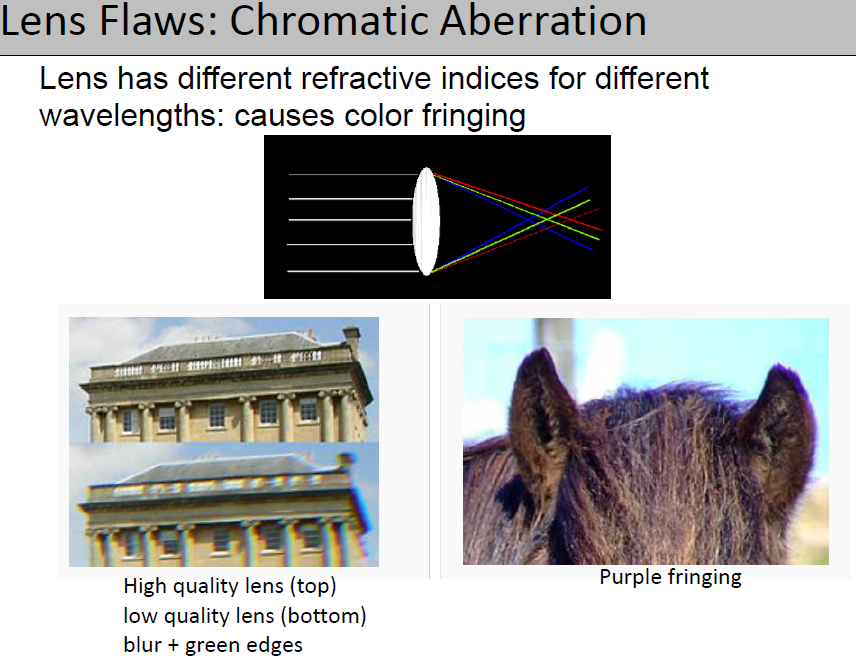 Lens Flaws: Chromatic Aberration
Lens has different refractive indices for different
wavelengths: causes color fringing
High quality lens (top)
low quality lens (bottom)
blur + green edges
Purple fringing